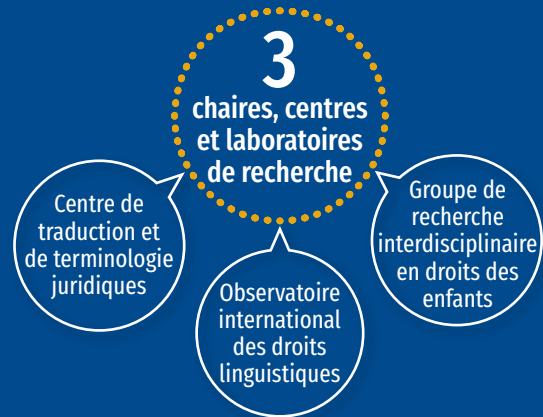 3
chaires, centres
et laboratoires
de recherche
Centre de
traduction et
de terminologie
juridiques
Observatoire
international
des droits
linguistiques
Groupe de
recherche
interdisciplinaire
en droits des
enfants